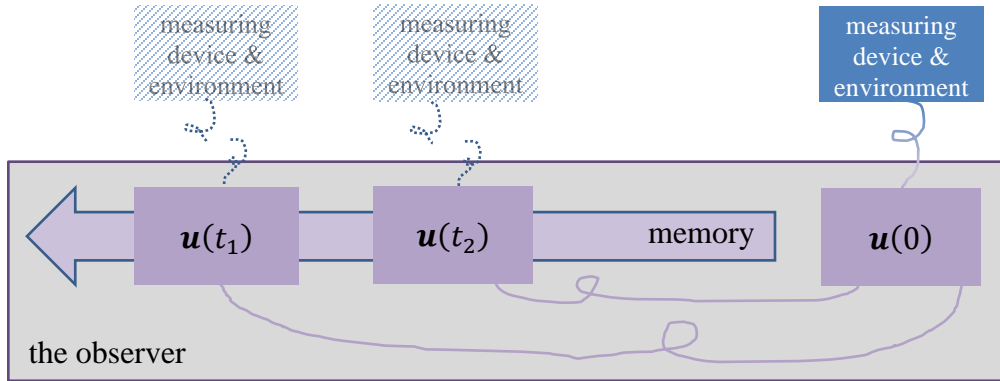 measuring
device &
environment
measuring
device &
environment
measuring
device &
environment
u(t₁)
u(t₂)
memory
u(0)
the observer